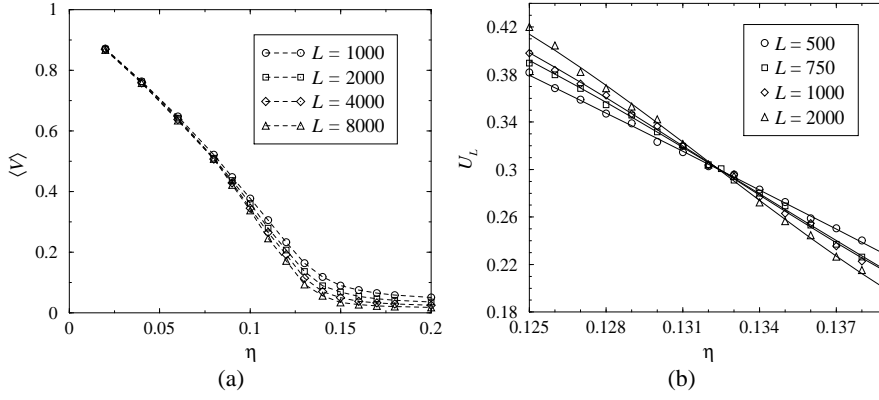 1
0.8
0.6
0.4
0.2
0
⟨V⟩
0 0.05 0.1 0.15 0.2
η
L = 1000
L = 2000
L = 4000
L = 8000
(a)
0.42
0.38
0.34
0.3
0.26
0.22
0.18
U_L
0.125 0.128 0.131 0.134 0.137
η
L = 500
L = 750
L = 1000
L = 2000
(b)